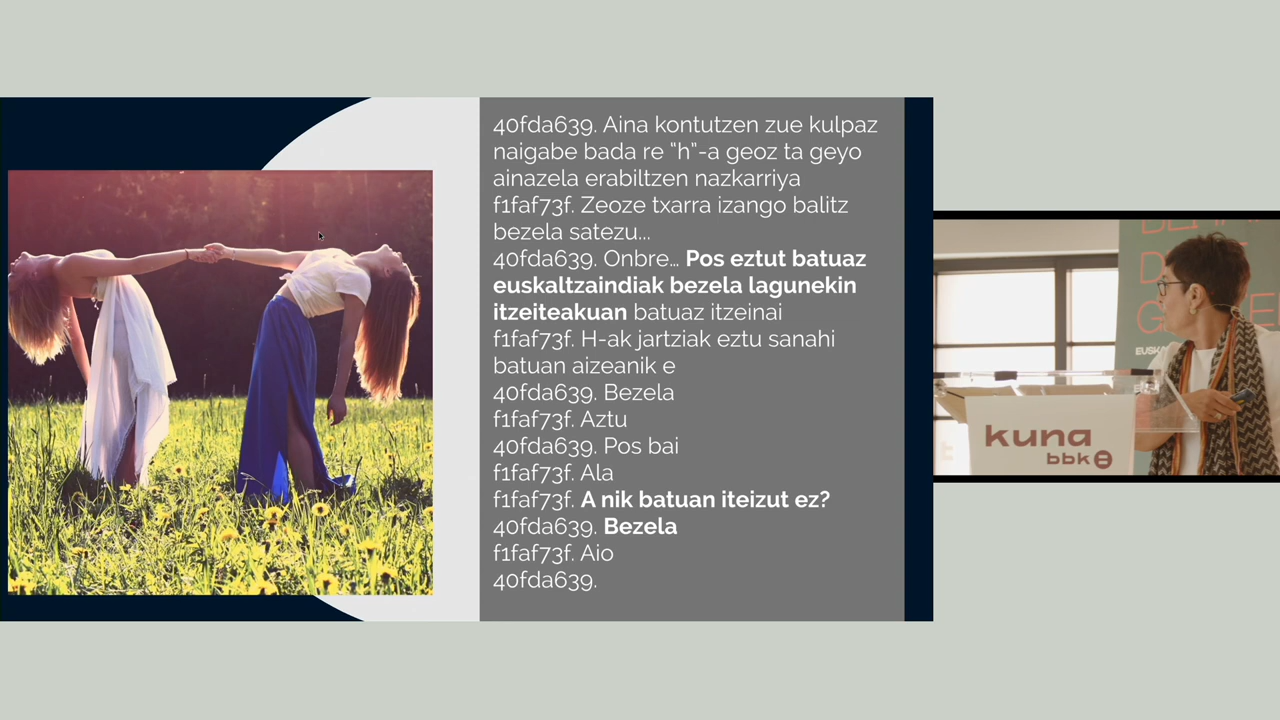 40fda639. Aina kontutzen zue kulpaz
naigabe bada re "h"-a geoz ta geyo
ainazela erabiltzen nazkarriya
f1faf73f. Zeoze txarra izango balitz
bezela satezu...
40fda639. Onbre... Pos eztut batuaz
euskaltzaindiak bezela lagunekin
itzeiteakuan batuaz itzeinai
f1faf73f. H-ak jartziak eztu sanahi
batuan aizeanik e
40fda639. Bezela
f1faf73f. Aztu
40fda639. Pos bai
f1faf73f. Ala
f1faf73f. A nik batuan iteizut ez?
40fda639. Bezela
f1faf73f. Aio
40fda639.
kuna
bbk